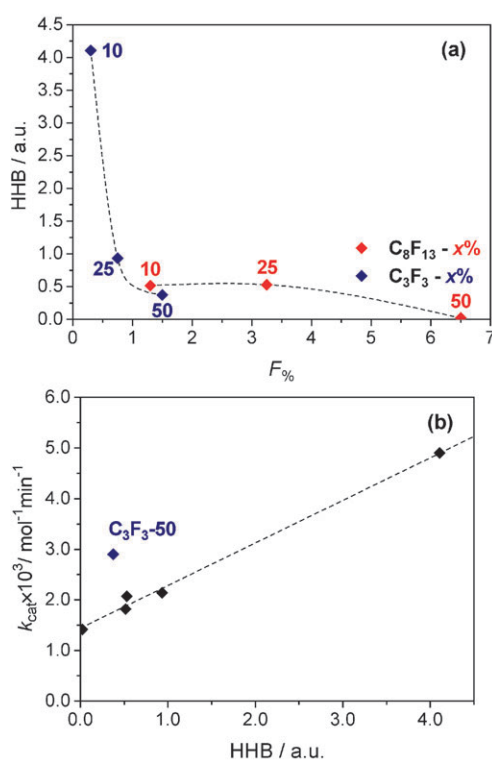 (a)
4.5
4.0
3.5
3.0
2.5
2.0
1.5
1.0
0.5
0.0
HHB / a.u.
10
25
50
10
25
50
C₈F₁₃ - x%
C₃F₃ - x%
0 1 2 3 4 5 6 7
F%
(b)
6.0
5.0
4.0
3.0
2.0
1.0
0.0
k_cat×10³/ mol⁻¹min⁻¹
C₃F₃-50
0.0 1.0 2.0 3.0 4.0
HHB / a.u.